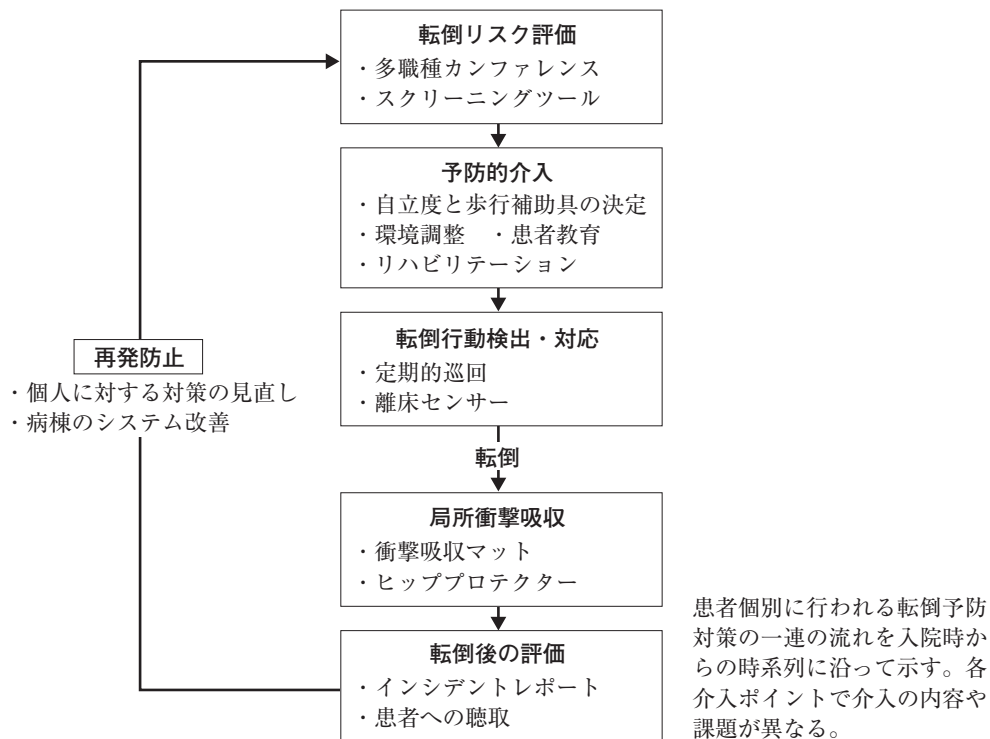 転倒リスク評価
・多職種カンファレンス
・スクリーニングツール
予防的介入
・自立度と歩行補助具の決定
・環境調整　・患者教育
・リハビリテーション
転倒行動検出・対応
・定期的巡回
・離床センサー
再発防止
・個人に対する対策の見直し
・病棟のシステム改善
転倒
局所衝撃吸収
・衝撃吸収マット
・ヒッププロテクター
転倒後の評価
・インシデントレポート
・患者への聴取
患者個別に行われる転倒予防
対策の一連の流れを入院時か
らの時系列に沿って示す。各
介入ポイントで介入の内容や
課題が異なる。